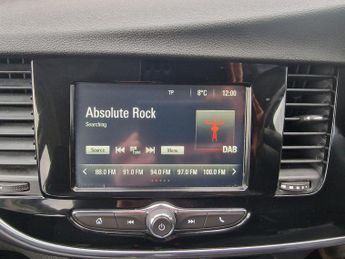 TP 8°C 12:00
Absolute Rock
Searching
Source Menu
DAB
88.0 FM 91.0 FM 94.0 FM 97.0 FM 100.0 FM